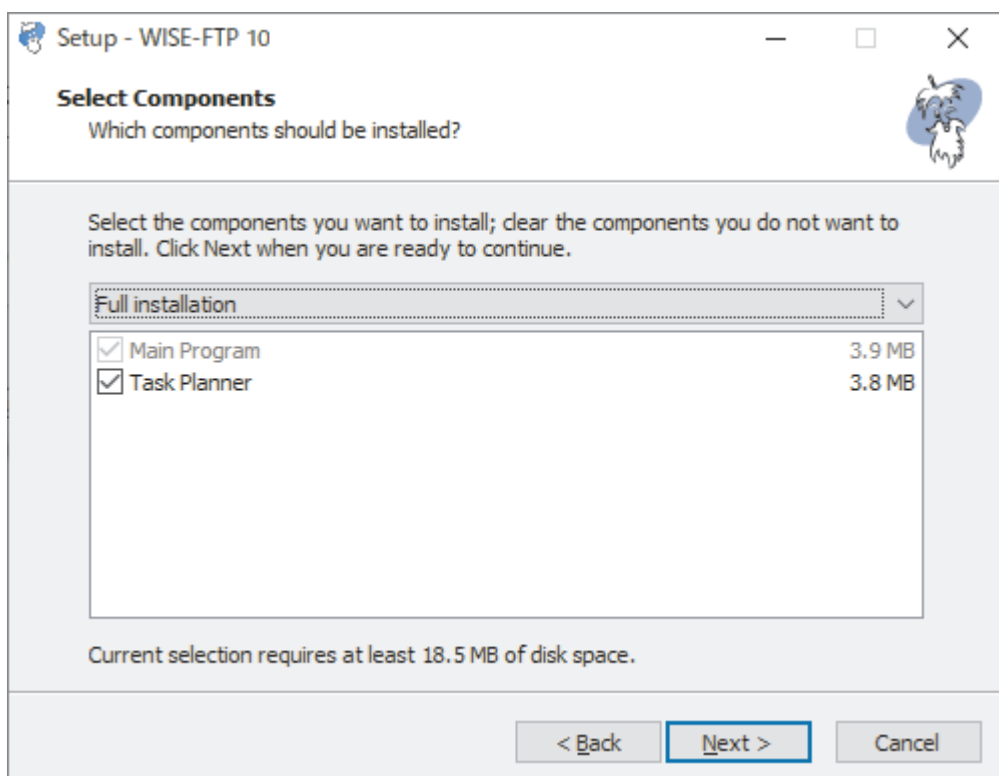 Setup - WISE-FTP 10
Select Components
Which components should be installed?
Select the components you want to install; clear the components you do not want to
install. Click Next when you are ready to continue.
Full installation
Main Program 3.9 MB
Task Planner 3.8 MB
Current selection requires at least 18.5 MB of disk space.
< Back Next > Cancel